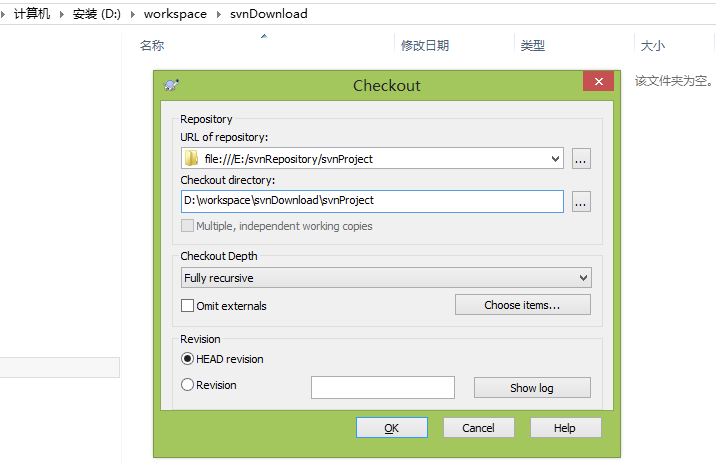 计算机 安装 (D:) workspace svnDownload
名称 修改日期 类型 大小
该文件夹为空。
Checkout
Repository
URL of repository:
file:///E:/svnRepository/svnProject
...
Checkout directory:
D:\workspace\svnDownload\svnProject
...
Multiple, independent working copies
Checkout Depth
Fully recursive
Omit externals
Choose items...
Revision
HEAD revision
Revision
Show log
OK Cancel Help